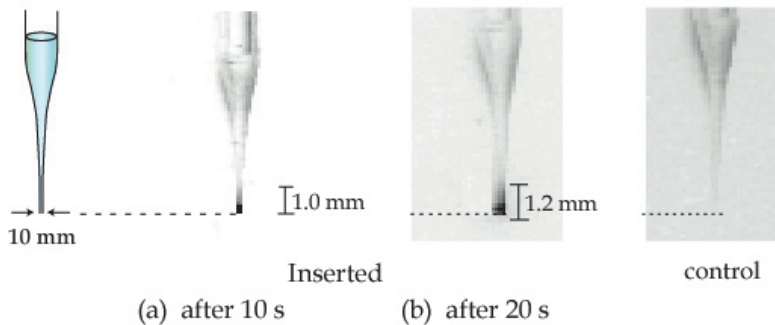 1.0 mm
1.2 mm
10 mm
Inserted
control
(a) after 10 s
(b) after 20 s